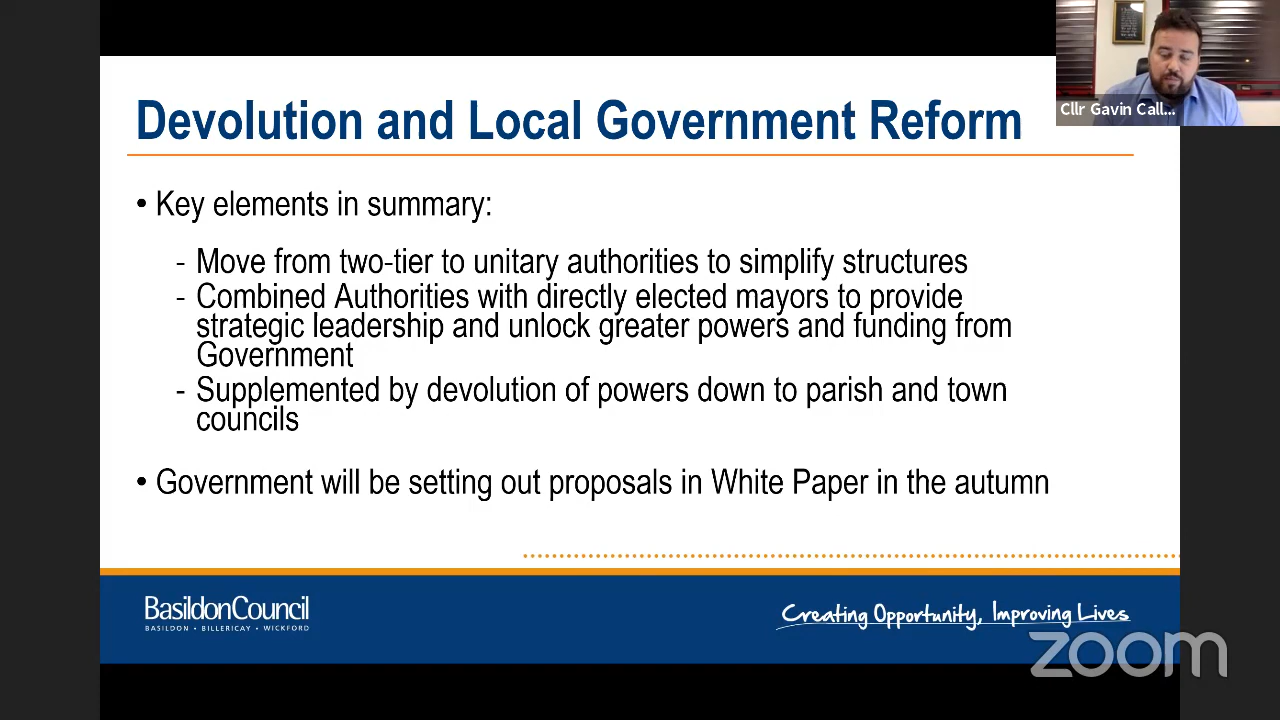 Devolution and Local Government Reform
Cllr Gavin Call...
• Key elements in summary:
- Move from two-tier to unitary authorities to simplify structures
- Combined Authorities with directly elected mayors to provide
strategic leadership and unlock greater powers and funding from
Government
- Supplemented by devolution of powers down to parish and town
councils
• Government will be setting out proposals in White Paper in the autumn
BasildonCouncil
BASILDON • BILLERICAY • WICKFORD
Creating Opportunity, Improving Lives
zoom